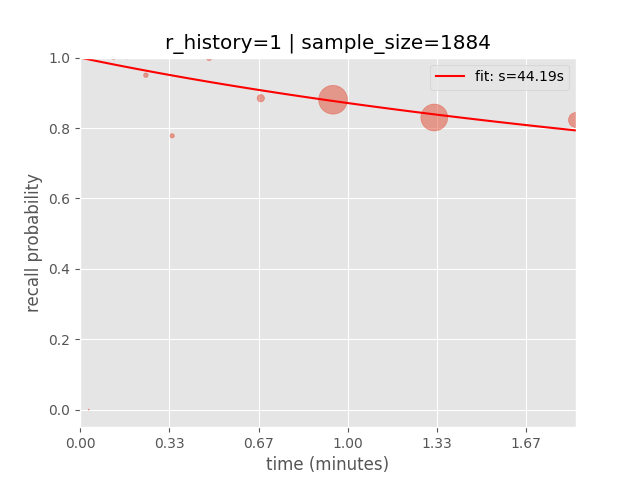 r_history=1 | sample_size=1884
fit: s=44.19s
recall probability
1.0
0.8
0.6
0.4
0.2
0.0
0.00 0.33 0.67 1.00 1.33 1.67
time (minutes)